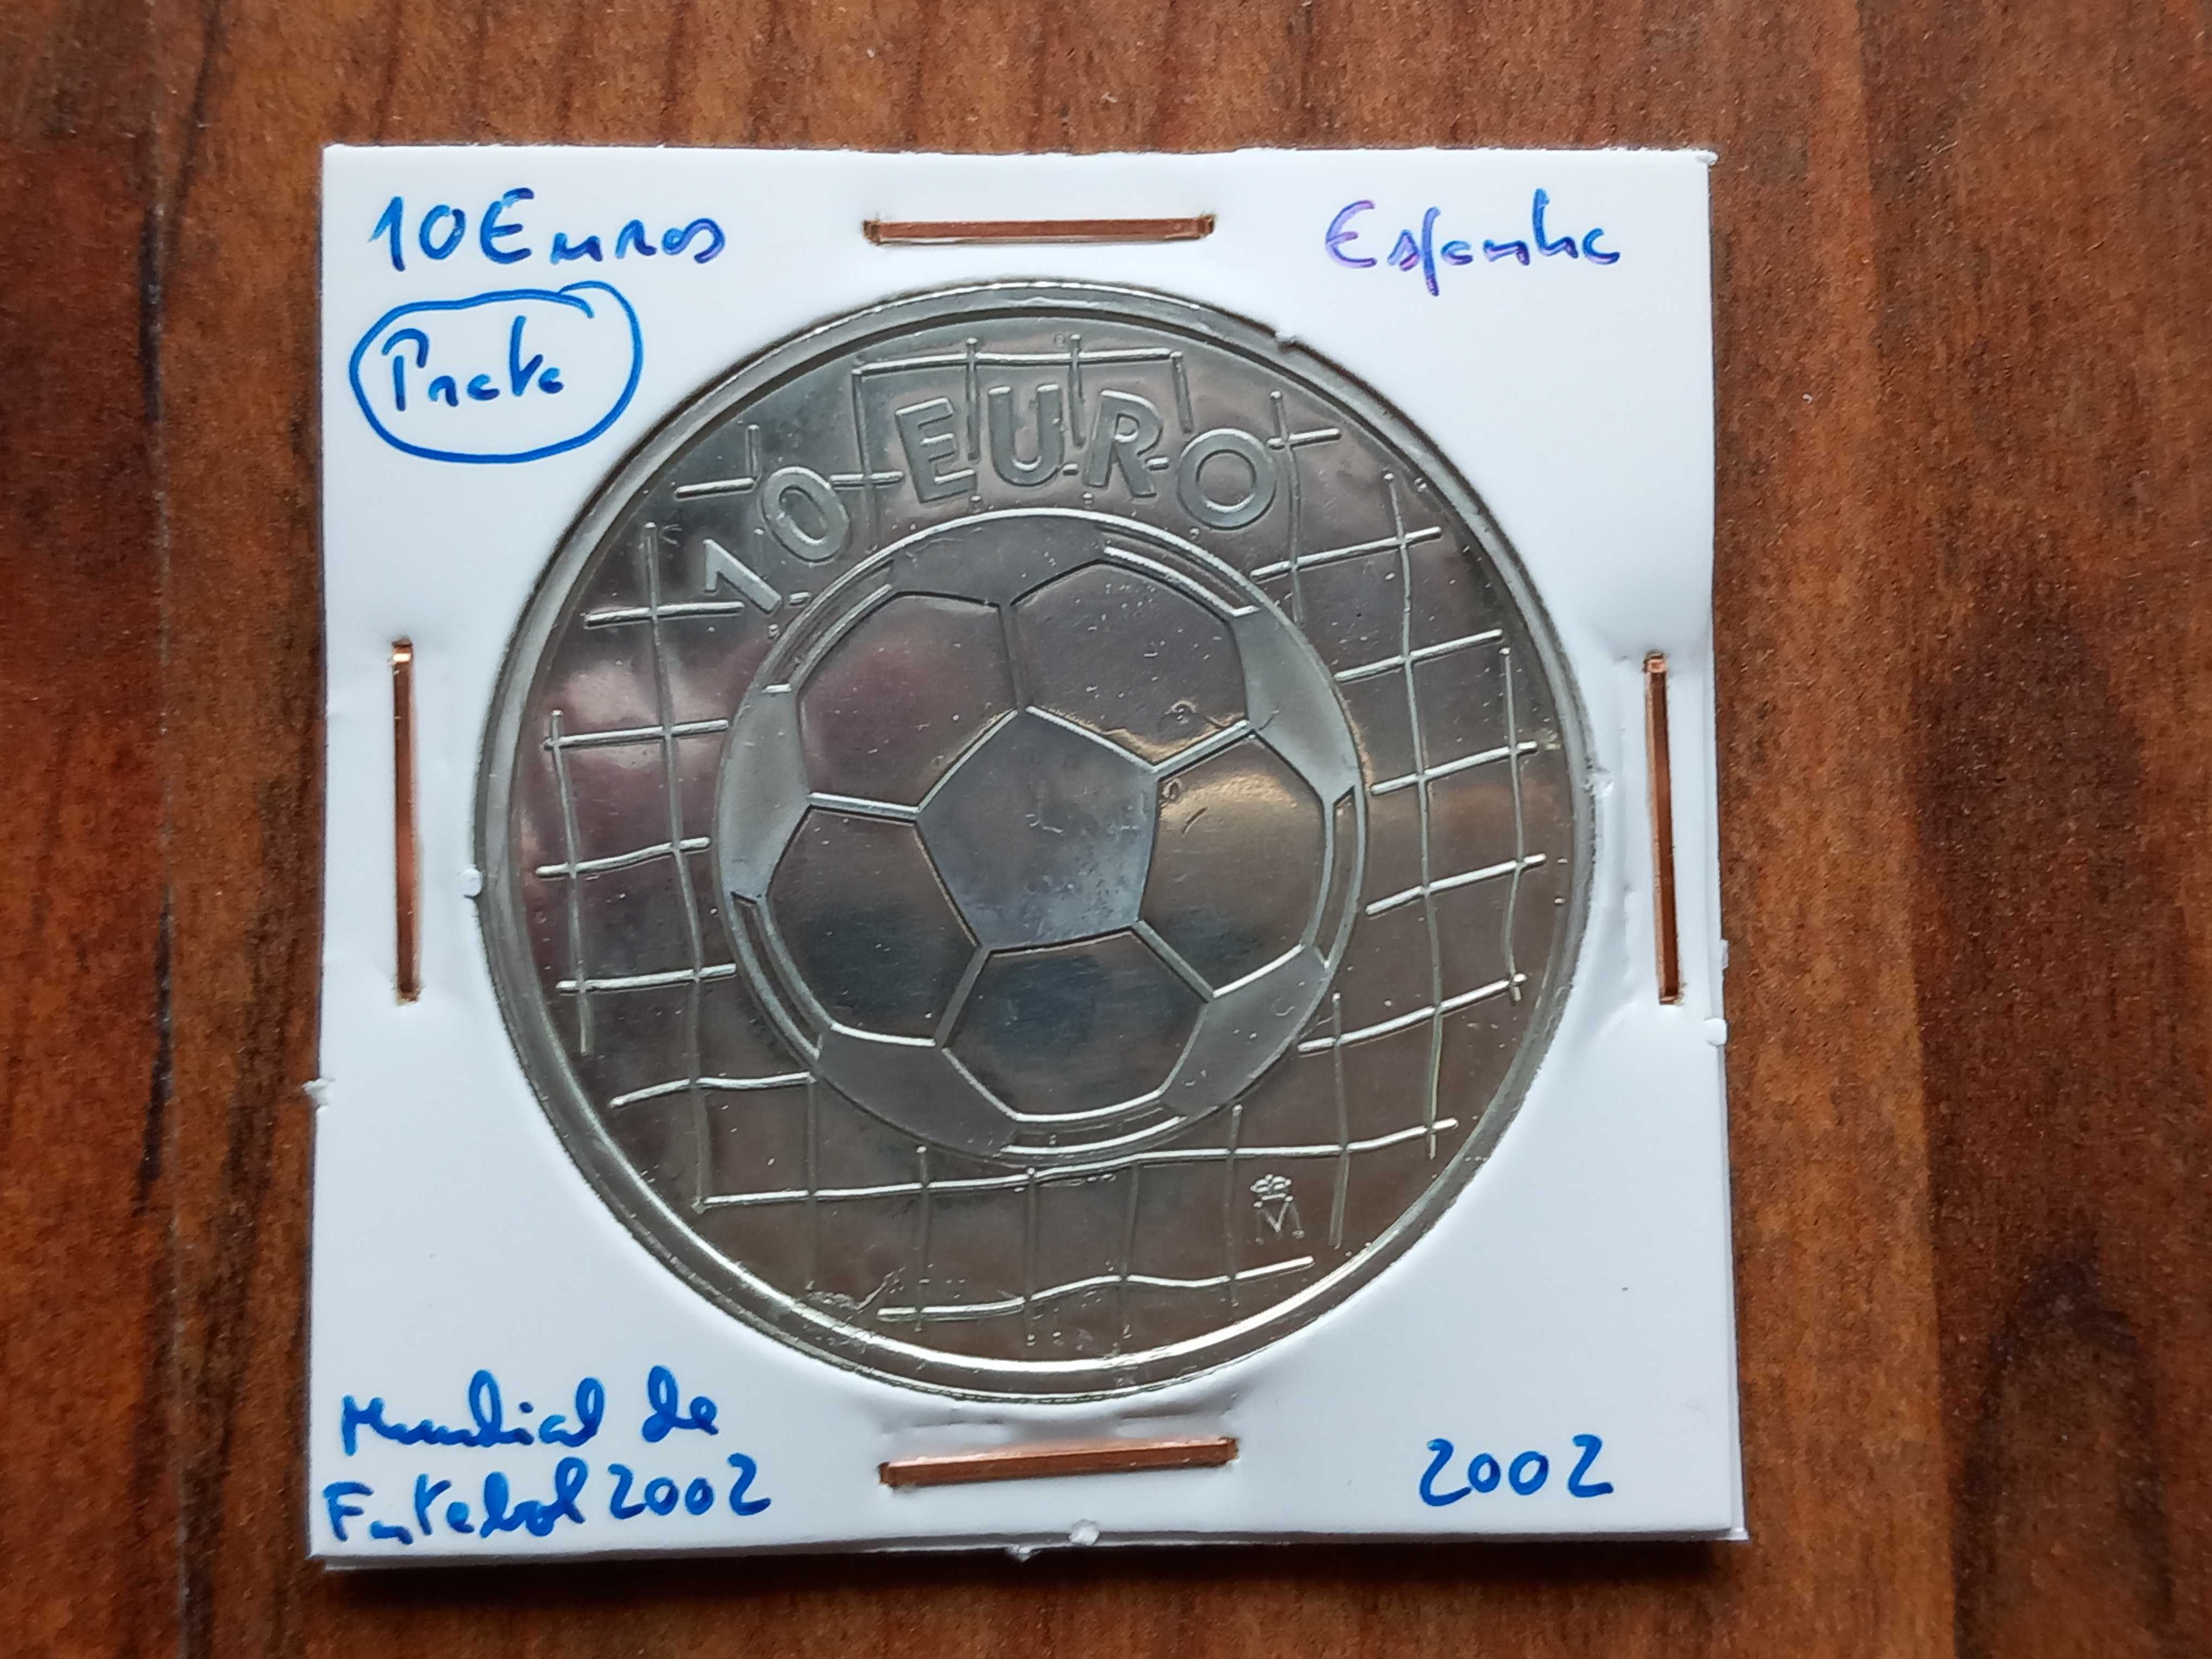 10 Euros
Espanha
Prata
10 EURO
M
Mundial de
Futebol 2002
2002